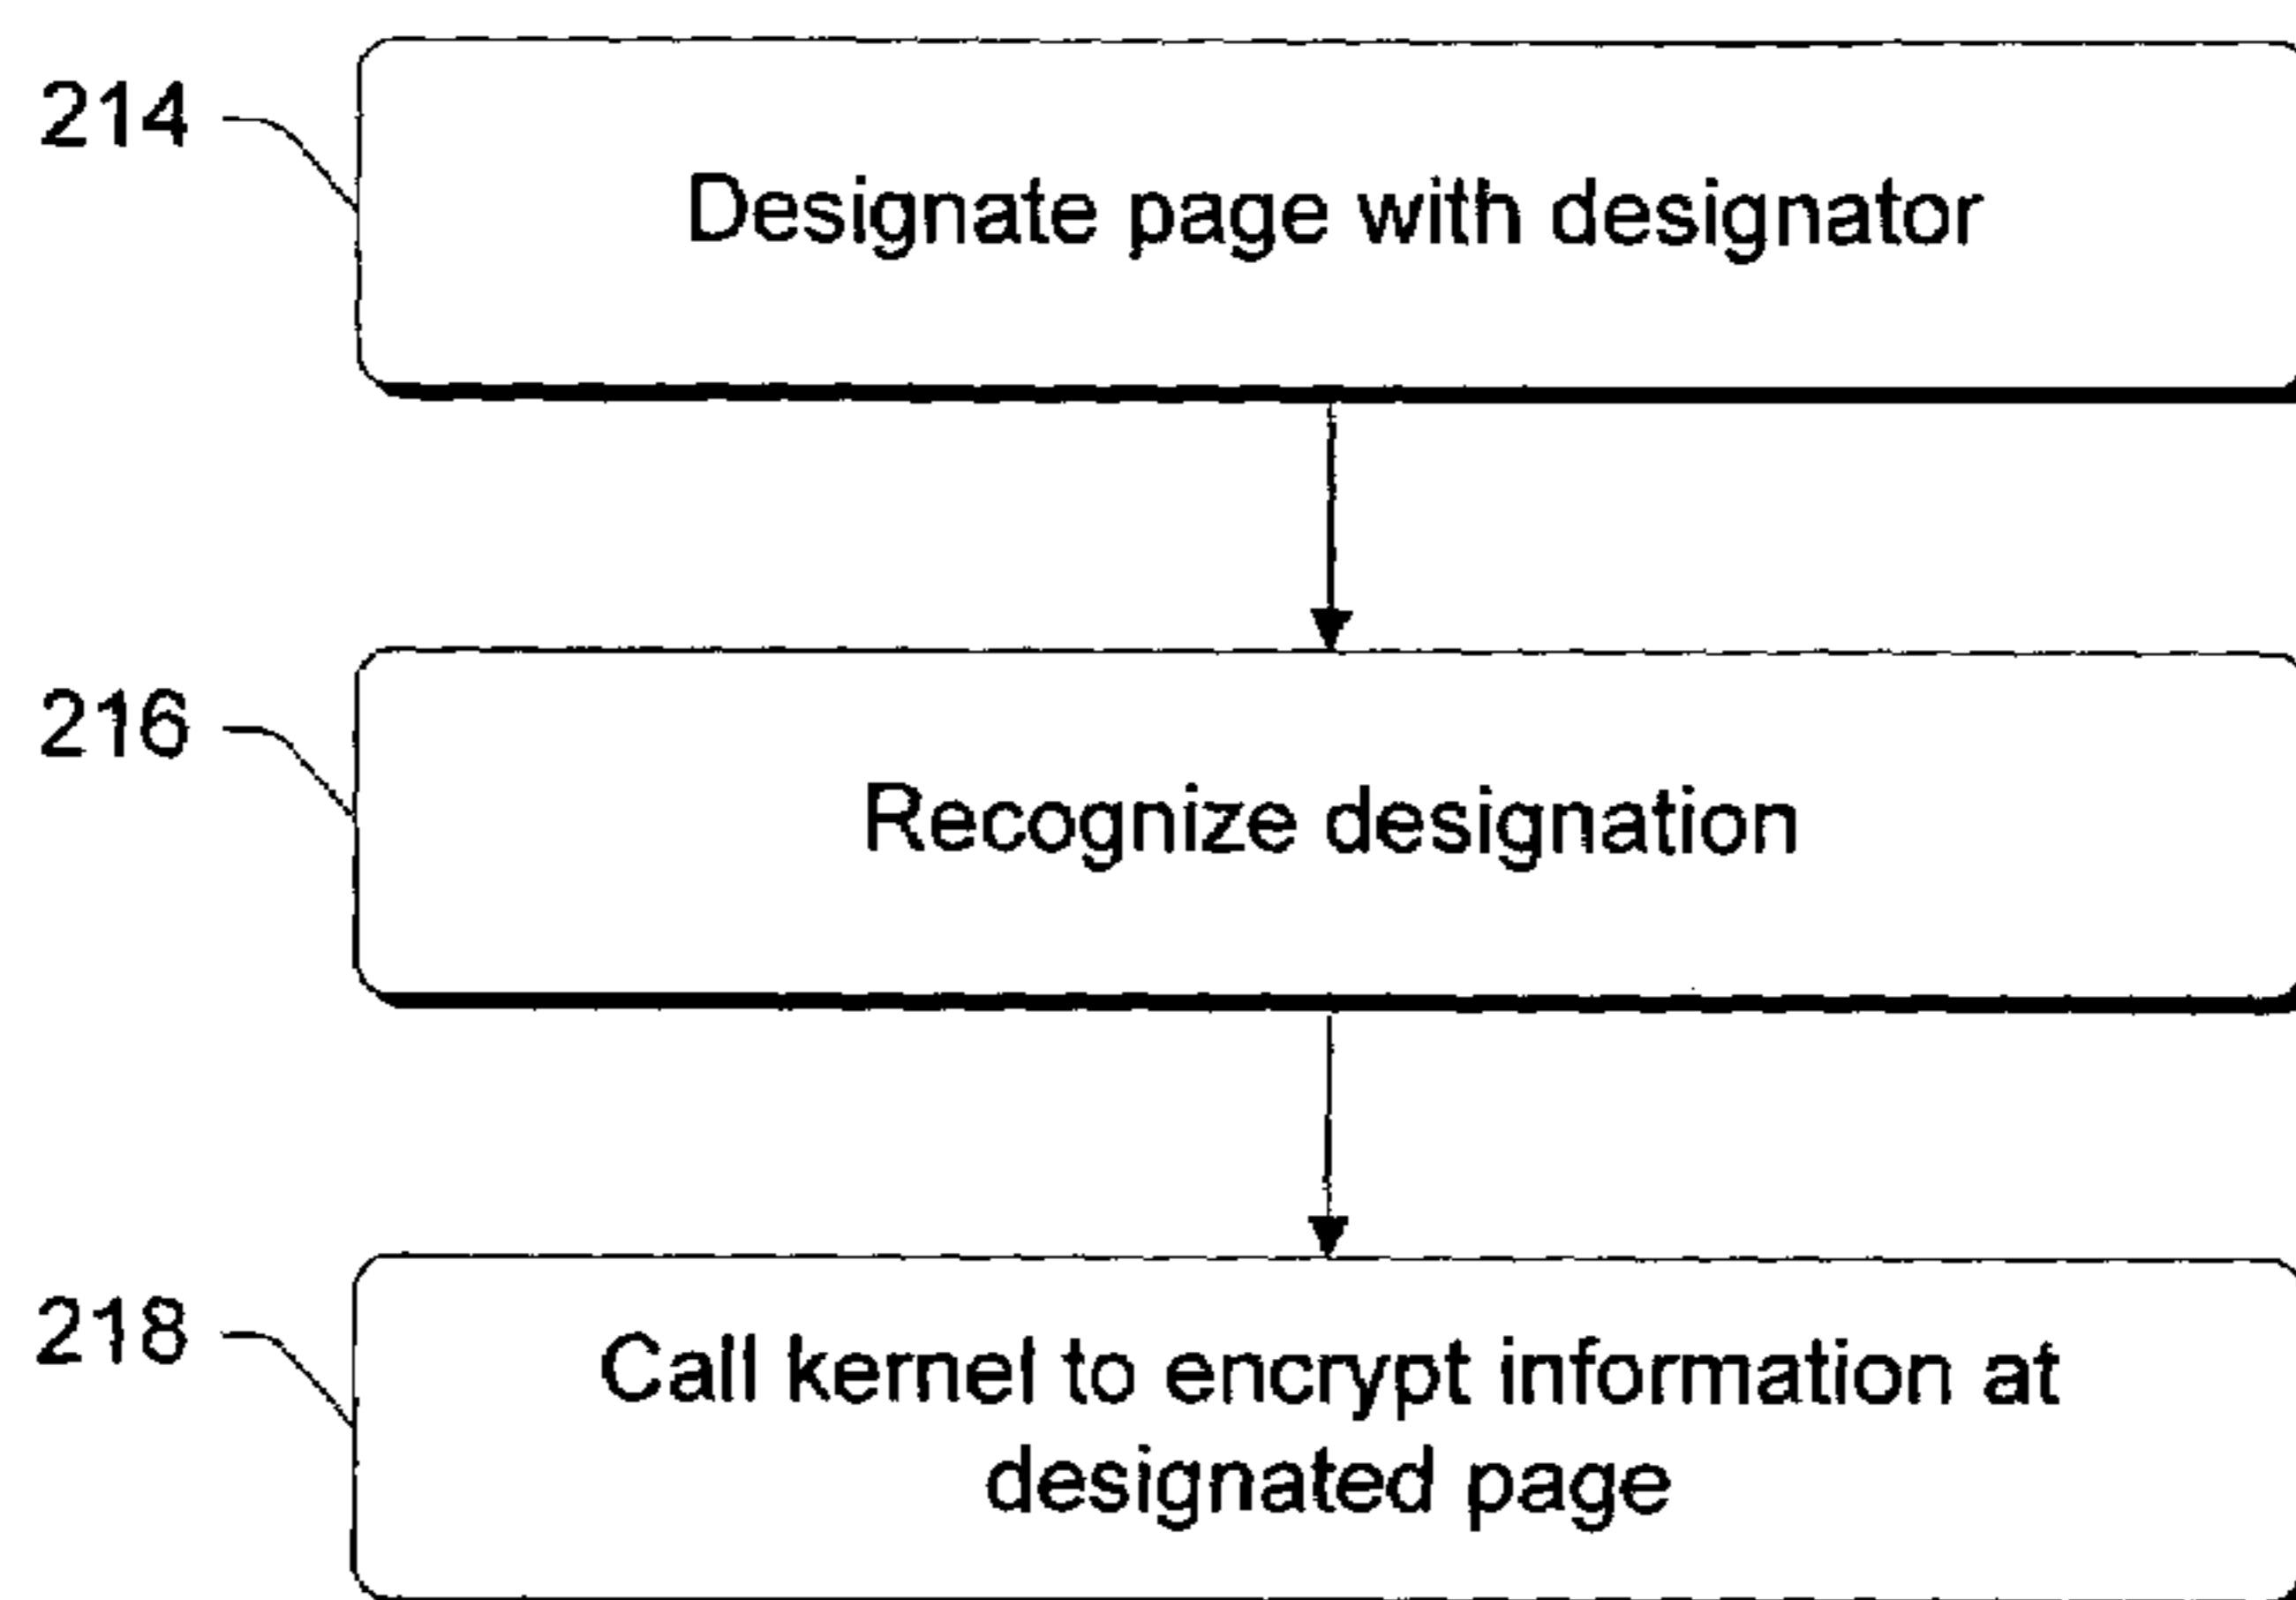 214
Designate page with designator
216
Recognize designation
218
Call kernel to encrypt information at
designated page